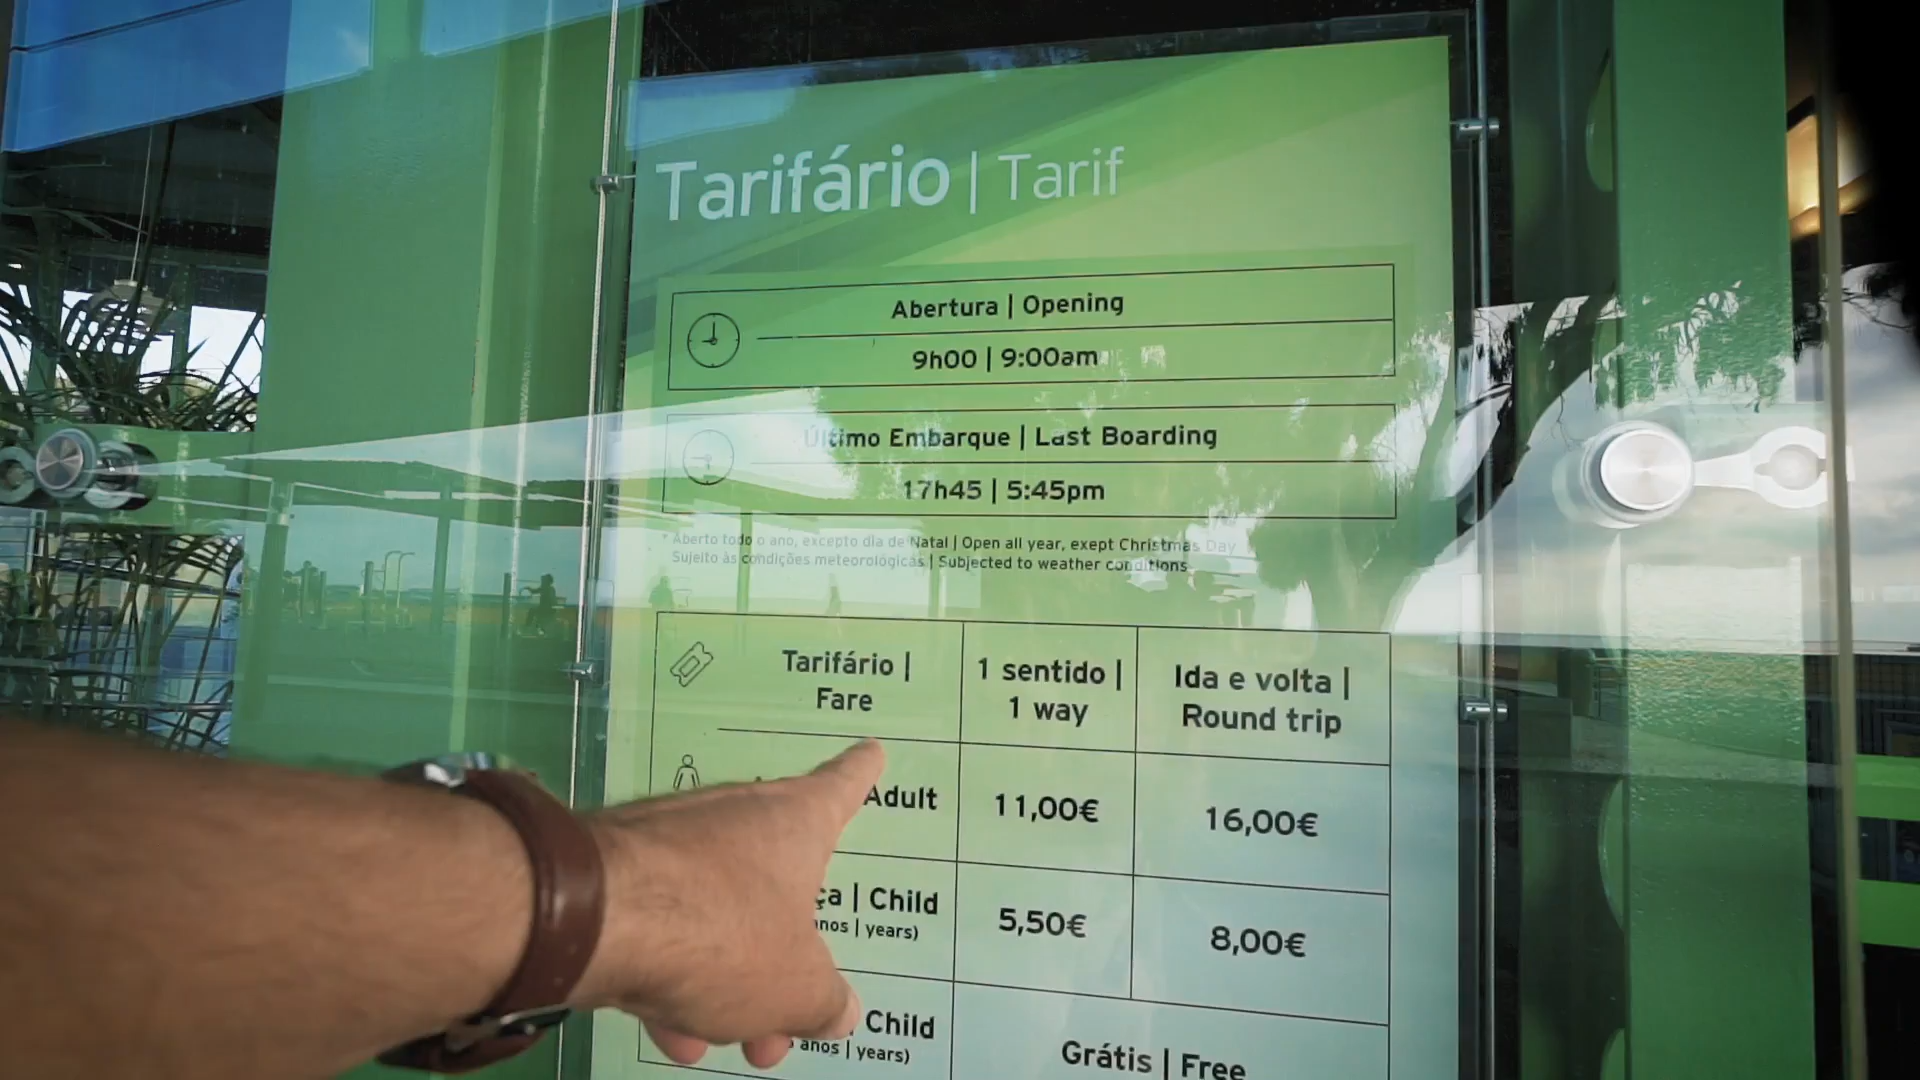 Tarifário | Tarif
Abertura | Opening
9h00 | 9:00am
Último Embarque | Last Boarding
17h45 | 5:45pm
* Aberto todo o ano, excepto dia de Natal | Open all year, exept Christmas Day
Sujeito às condições meteorológicas | Subjected to weather conditions
Tarifário |
Fare
1 sentido |
1 way
Ida e volta |
Round trip
Adult
11,00€
16,00€
| Child
| years)
5,50€
8,00€
Child
anos | years)
Grátis | Free